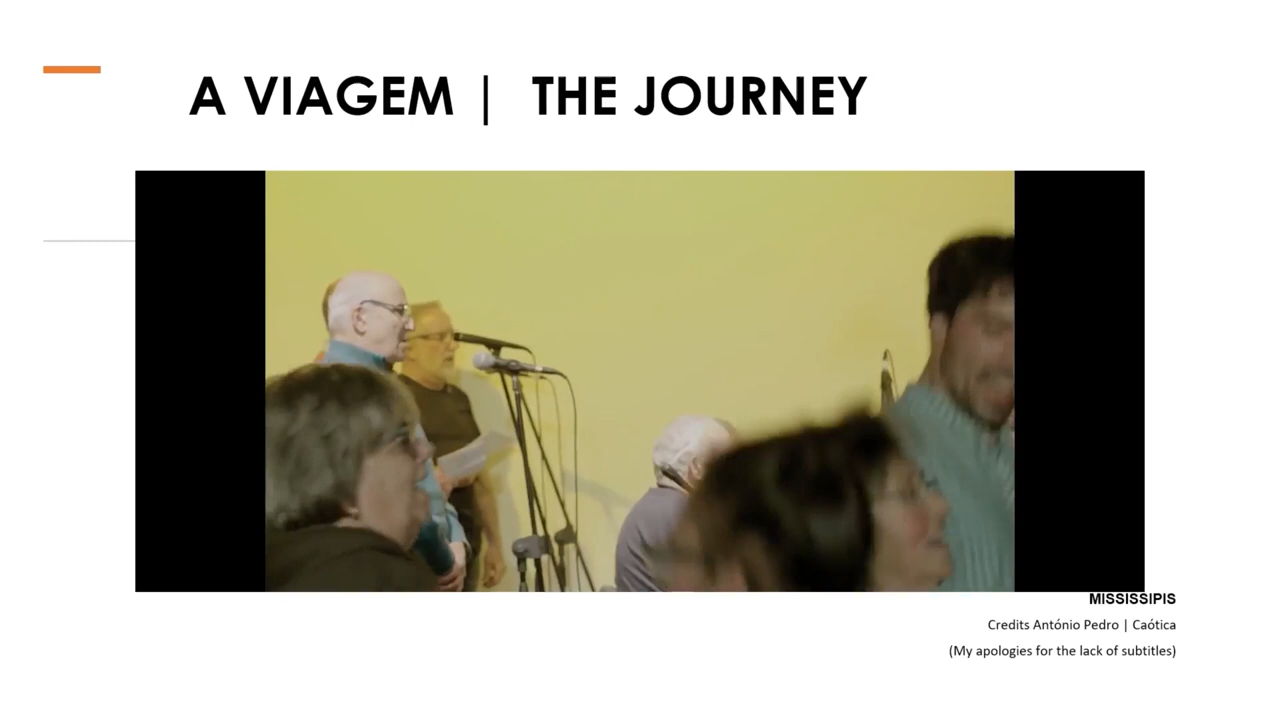 A VIAGEM | THE JOURNEY
MISSISSIPIS
Credits António Pedro | Caótica
(My apologies for the lack of subtitles)